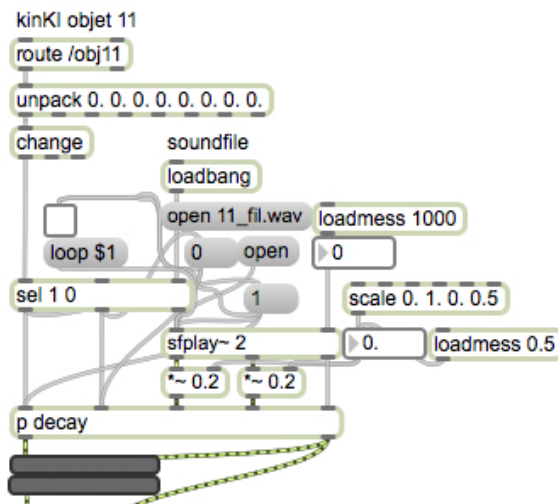 kinKI objet 11
route /obj11
unpack 0. 0. 0. 0. 0. 0. 0. 0. 0.
change
soundfile
loadbang
open 11_fil.wav
loadmess 1000
loop $1
0
open
0
sel 1 0
1
scale 0. 1. 0. 0.5
sfplay~ 2
0.
loadmess 0.5
*~ 0.2
*~ 0.2
p decay